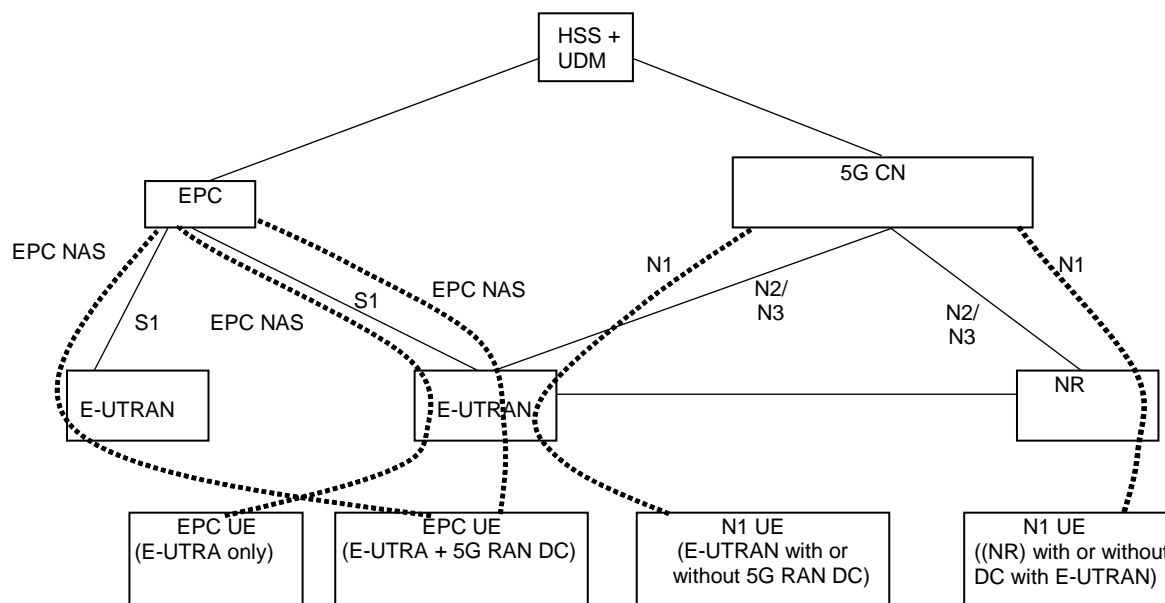 HSS +
UDM
5G CN
EPC
EPC NAS
N1
N1
EPC NAS
N2/
N3
S1
N2/
N3
S1
EPC NAS
NR
E-UTRAN
E-UTRAN
EPC UE
(E-UTRA only)
EPC UE
(E-UTRA + 5G RAN DC)
N1 UE
(E-UTRAN with or
without 5G RAN DC)
N1 UE
((NR) with or without
DC with E-UTRAN)